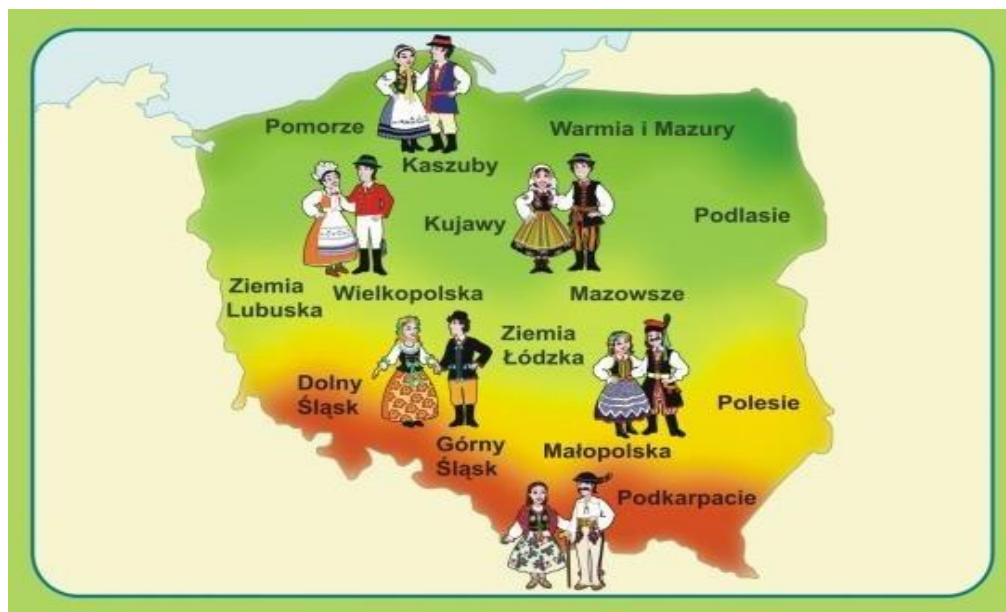 Pomorze
Warmia i Mazury
Kaszuby
Kujawy
Podlasie
Ziemia
Lubuska
Wielkopolska
Mazowsze
Ziemia
Łódzka
Dolny
Śląsk
Polesie
Górny
Śląsk
Małopolska
Podkarpacie